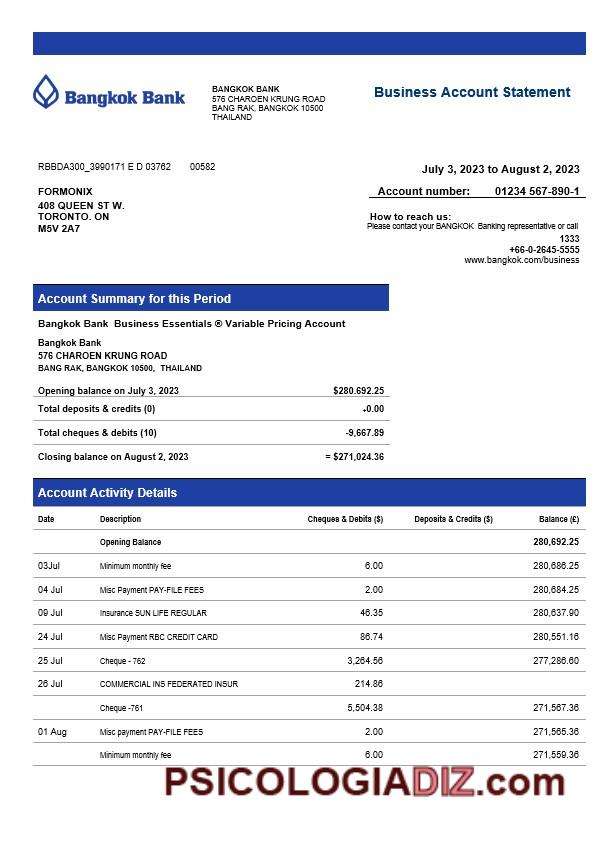 Bangkok Bank
BANGKOK BANK
576 CHAROEN KRUNG ROAD
BANG RAK, BANGKOK 10500
THAILAND
Business Account Statement
RBBDA300_3990171 E D 03762 00582
July 3, 2023 to August 2, 2023
FORMONIX
408 QUEEN ST W.
TORONTO. ON
M5V 2A7
Account number: 01234 567-890-1
How to reach us:
Please contact your BANGKOK Banking representative or call
1333
+66-0-2645-5555
www.bangkok.com/business
Account Summary for this Period
Bangkok Bank Business Essentials ® Variable Pricing Account
Bangkok Bank
576 CHAROEN KRUNG ROAD
BANG RAK, BANGKOK 10500, THAILAND
Opening balance on July 3, 2023 $280.692.25
Total deposits & credits (0) -0.00
Total cheques & debits (10) -9,667.89
Closing balance on August 2, 2023 = $271,024.36
Account Activity Details
Date Description Cheques & Debits ($) Deposits & Credits ($) Balance (£)
Opening Balance 280,692.25
03Jul Minimum monthly fee 6.00 280,686.25
04 Jul Misc Payment PAY-FILE FEES 2.00 280,684.25
09 Jul Insurance SUN LIFE REGULAR 46.35 280,637.90
24 Jul Misc Payment RBC CREDIT CARD 86.74 280,551.16
25 Jul Cheque - 762 3,264.56 277,286.60
26 Jul COMMERCIAL INS FEDERATED INSUR 214.86
Cheque -761 5,504.38 271,567.36
01 Aug Misc payment PAY-FILE FEES 2.00 271,565.36
Minimum monthly fee 6.00 271,559.36
PSICOLOGIADIZ.com